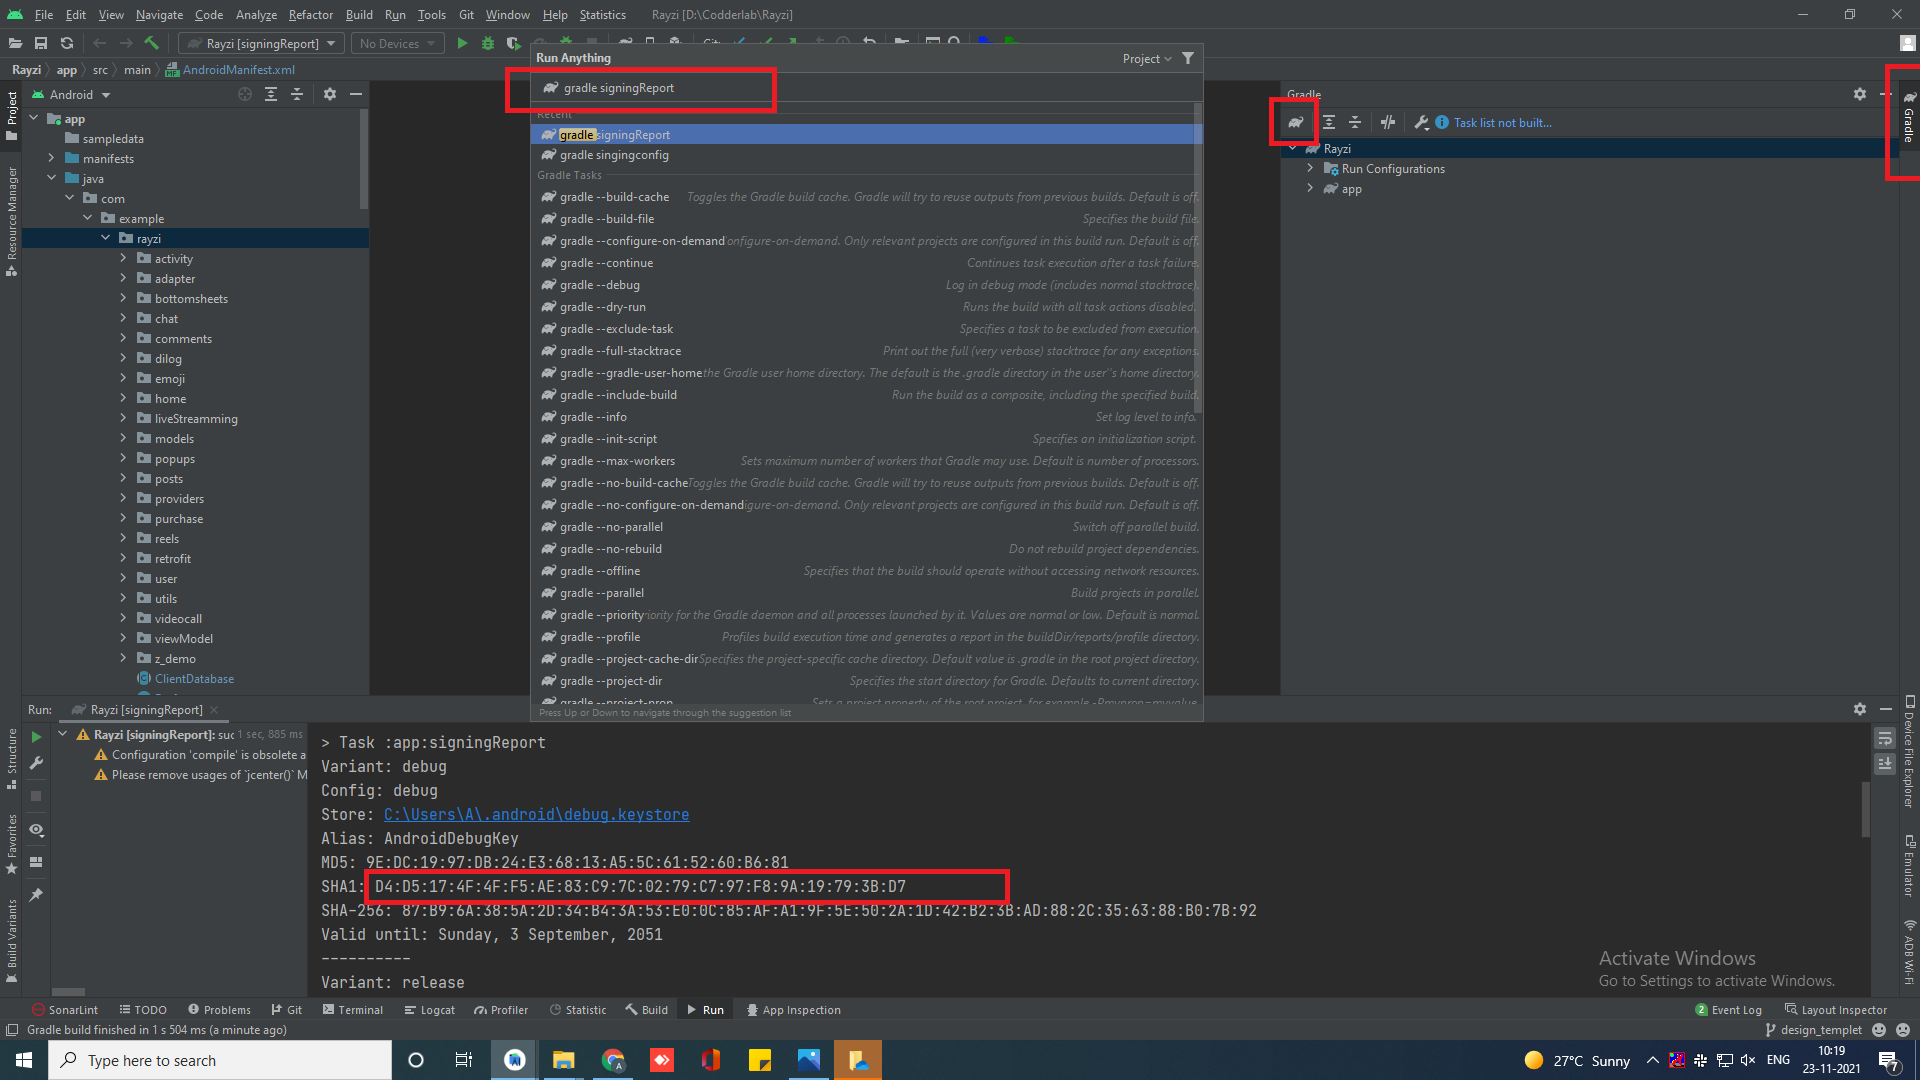 File Edit View Navigate Code Analyze Refactor Build Run Tools Git Window Help Statistics Rayzi [D:\Codderlab\Rayzi]
Rayzi [signingReport] No Devices Git:
Rayzi app src main AndroidManifest.xml
Project
Resource Manager
Structure
Favorites
Build Variants
Android
app
sampledata
manifests
java
com
example
rayzi
activity
adapter
bottomsheets
chat
comments
dilog
emoji
home
liveStreamming
models
popups
posts
providers
purchase
reels
retrofit
user
utils
videocall
viewModel
z_demo
ClientDatabase
Run Anything Project
gradle signingReport
Recent
gradle signingReport
gradle singingconfig
Gradle Tasks
gradle --build-cache Toggles the Gradle build cache. Gradle will try to reuse outputs from previous builds. Default is off.
gradle --build-file Specifies the build file.
gradle --configure-on-demand onfigure-on-demand. Only relevant projects are configured in this build run. Default is off.
gradle --continue Continues task execution after a task failure.
gradle --debug Log in debug mode (includes normal stacktrace).
gradle --dry-run Runs the build with all task actions disabled.
gradle --exclude-task Specifies a task to be excluded from execution.
gradle --full-stacktrace Print out the full (very verbose) stacktrace for any exceptions.
gradle --gradle-user-home the Gradle user home directory. The default is the .gradle directory in the user''s home directory.
gradle --include-build Run the build as a composite, including the specified build.
gradle --info Set log level to info.
gradle --init-script Specifies an initialization script.
gradle --max-workers Sets maximum number of workers that Gradle may use. Default is number of processors.
gradle --no-build-cache Toggles the Gradle build cache. Gradle will try to reuse outputs from previous builds. Default is off.
gradle --no-configure-on-demand igure-on-demand. Only relevant projects are configured in this build run. Default is off.
gradle --no-parallel Switch off parallel build.
gradle --no-rebuild Do not rebuild project dependencies.
gradle --offline Specifies that the build should operate without accessing network resources.
gradle --parallel Build projects in parallel.
gradle --priority riority for the Gradle daemon and all processes launched by it. Values are normal or low. Default is normal.
gradle --profile Profiles build execution time and generates a report in the buildDir/reports/profile directory.
gradle --project-cache-dir Specifies the project-specific cache directory. Default value is .gradle in the root project directory.
gradle --project-dir Specifies the start directory for Gradle. Defaults to current directory.
gradle --project-prop Sets a project property of the root project, for example -Pmyprop=myvalue.
Press Up or Down to navigate through the suggestion list
Gradle
Task list not built...
Rayzi
Run Configurations
app
Gradle
Device File Explorer
Emulator
ADB Wi-Fi
Run: Rayzi [signingReport]
Rayzi [signingReport]: suc 1 sec, 885 ms
Configuration 'compile' is obsolete a
Please remove usages of `jcenter()` M
> Task :app:signingReport
Variant: debug
Config: debug
Store: C:\Users\A\.android\debug.keystore
Alias: AndroidDebugKey
MD5: 9E:DC:19:97:DB:24:E3:68:13:A5:5C:61:52:60:B6:81
SHA1: D4:D5:17:4F:4F:F5:AE:83:C9:7C:02:79:C7:97:F8:9A:19:79:3B:D7
SHA-256: 87:B9:6A:38:5A:2D:34:B4:3A:53:E0:0C:85:AF:A1:9F:5E:50:2A:1D:42:B2:3B:AD:88:2C:35:63:88:B0:7B:92
Valid until: Sunday, 3 September, 2051
----------
Variant: release
Activate Windows
Go to Settings to activate Windows.
SonarLint TODO Problems Git Terminal Logcat Profiler Statistic Build Run App Inspection 2 Event Log Layout Inspector
Gradle build finished in 1 s 504 ms (a minute ago) design_templet
Type here to search
27°C Sunny ENG 10:19
23-11-2021 7